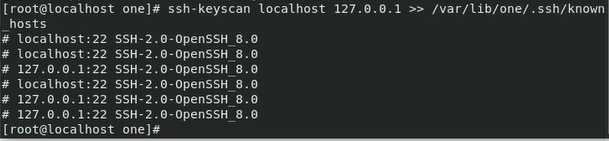 [root@localhost one]# ssh-keyscan localhost 127.0.0.1 >> /var/lib/one/.ssh/known
_hosts
# localhost:22 SSH-2.0-OpenSSH_8.0
# localhost:22 SSH-2.0-OpenSSH_8.0
# 127.0.0.1:22 SSH-2.0-OpenSSH_8.0
# localhost:22 SSH-2.0-OpenSSH_8.0
# 127.0.0.1:22 SSH-2.0-OpenSSH_8.0
# 127.0.0.1:22 SSH-2.0-OpenSSH_8.0
[root@localhost one]#